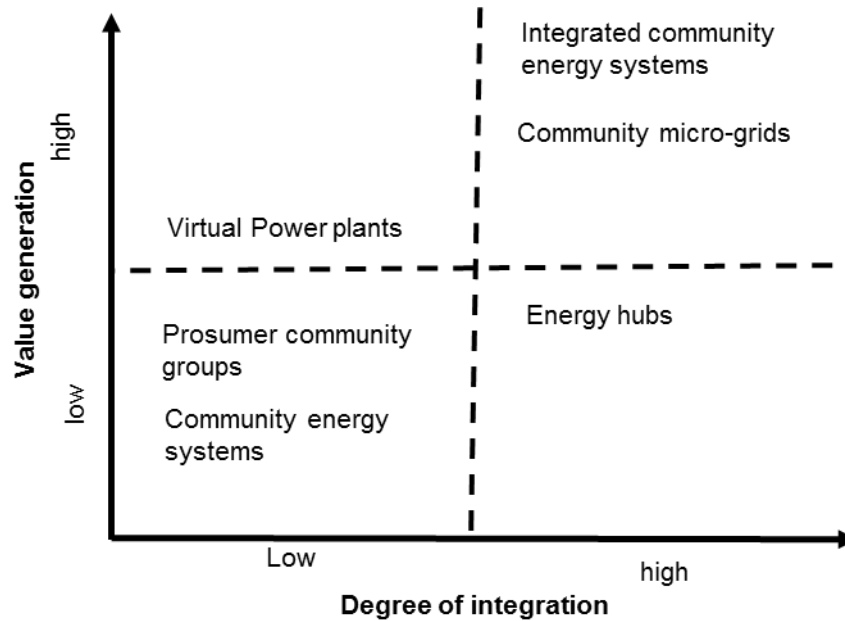 Integrated community
energy systems
Community micro-grids
high
Virtual Power plants
Value generation
Energy hubs
Prosumer community
groups
low
Community energy
systems
Low
high
Degree of integration